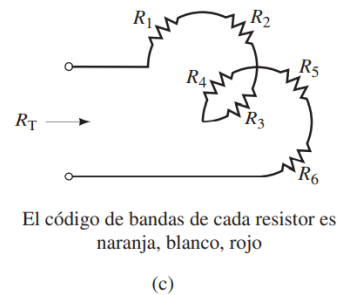 R1
R2
R4
R5
RT
R3
R6
El código de bandas de cada resistor es
naranja, blanco, rojo
(c)